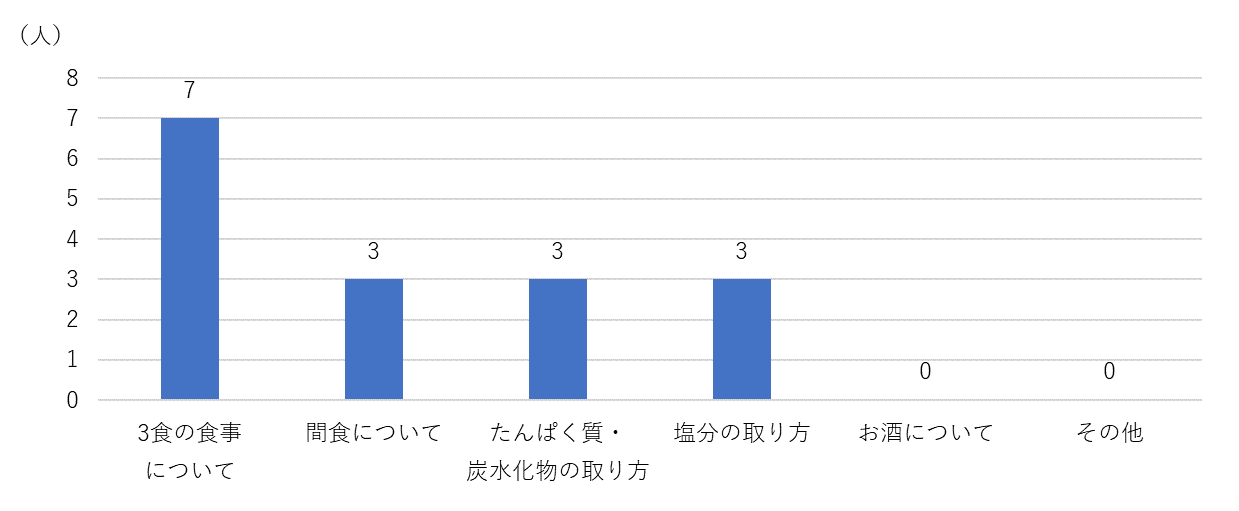 （人）
8
7
6
5
4
3
2
1
0
7
3
3
3
0
0
3食の食事
について
間食について
たんぱく質・
炭水化物の取り方
塩分の取り方
お酒について
その他